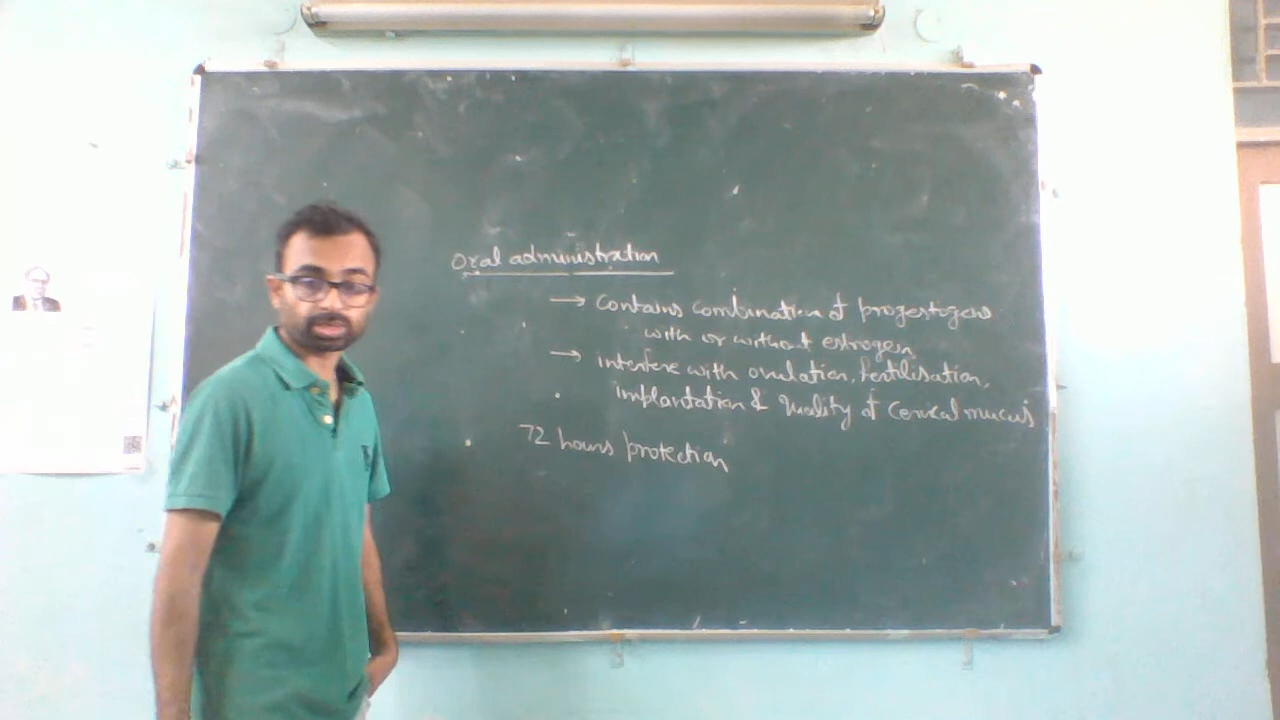 Oral administration
→ Contains combination of progestogens
with or without estrogen
→ interfere with ovulation, fertilisation,
implantation & quality of cervical mucus
72 hours protection